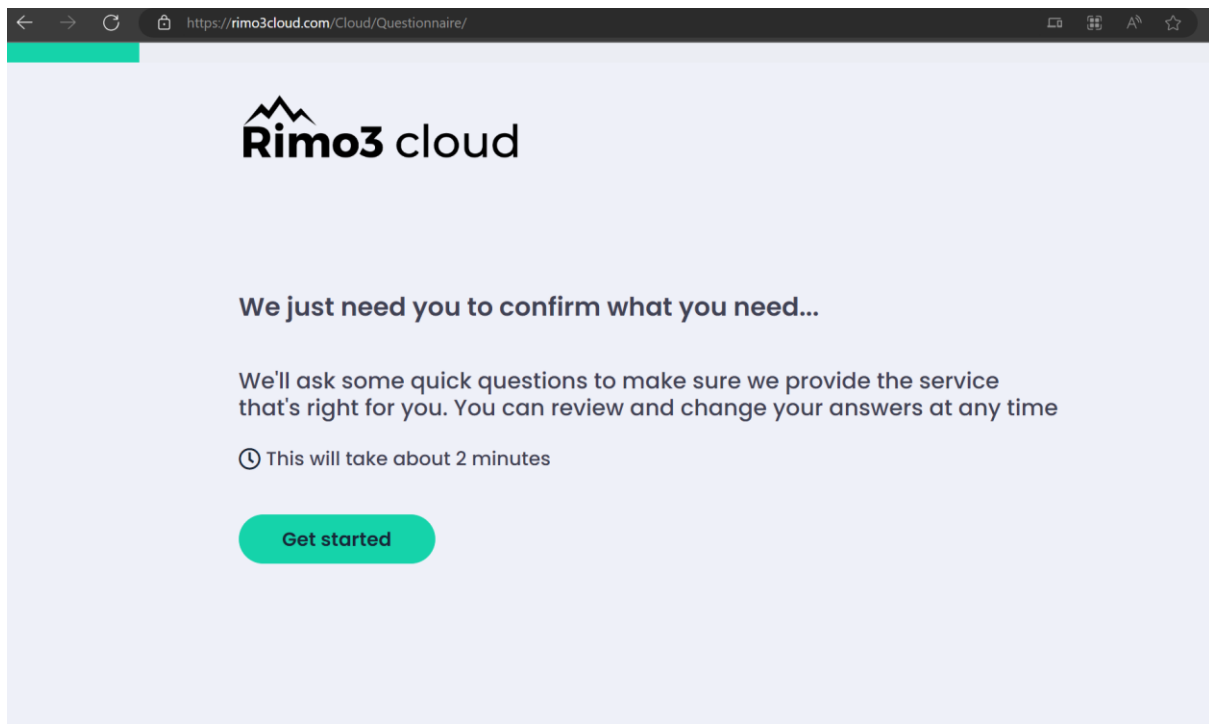 https://rimo3cloud.com/Cloud/Questionnaire/
Rimo3 cloud
We just need you to confirm what you need...
We'll ask some quick questions to make sure we provide the service
that's right for you. You can review and change your answers at any time
This will take about 2 minutes
Get started